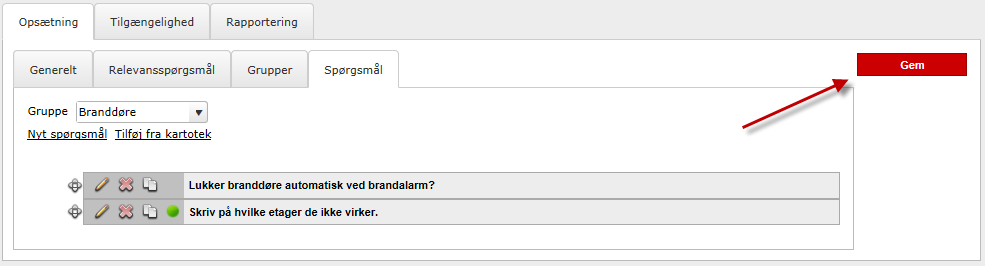 Opsætning Tilgængelighed Rapportering
Generelt Relevansspørgsmål Grupper Spørgsmål
Gem
Gruppe Branddøre
Nyt spørgsmål Tilføj fra kartotek
Lukker branddøre automatisk ved brandalarm?
Skriv på hvilke etager de ikke virker.